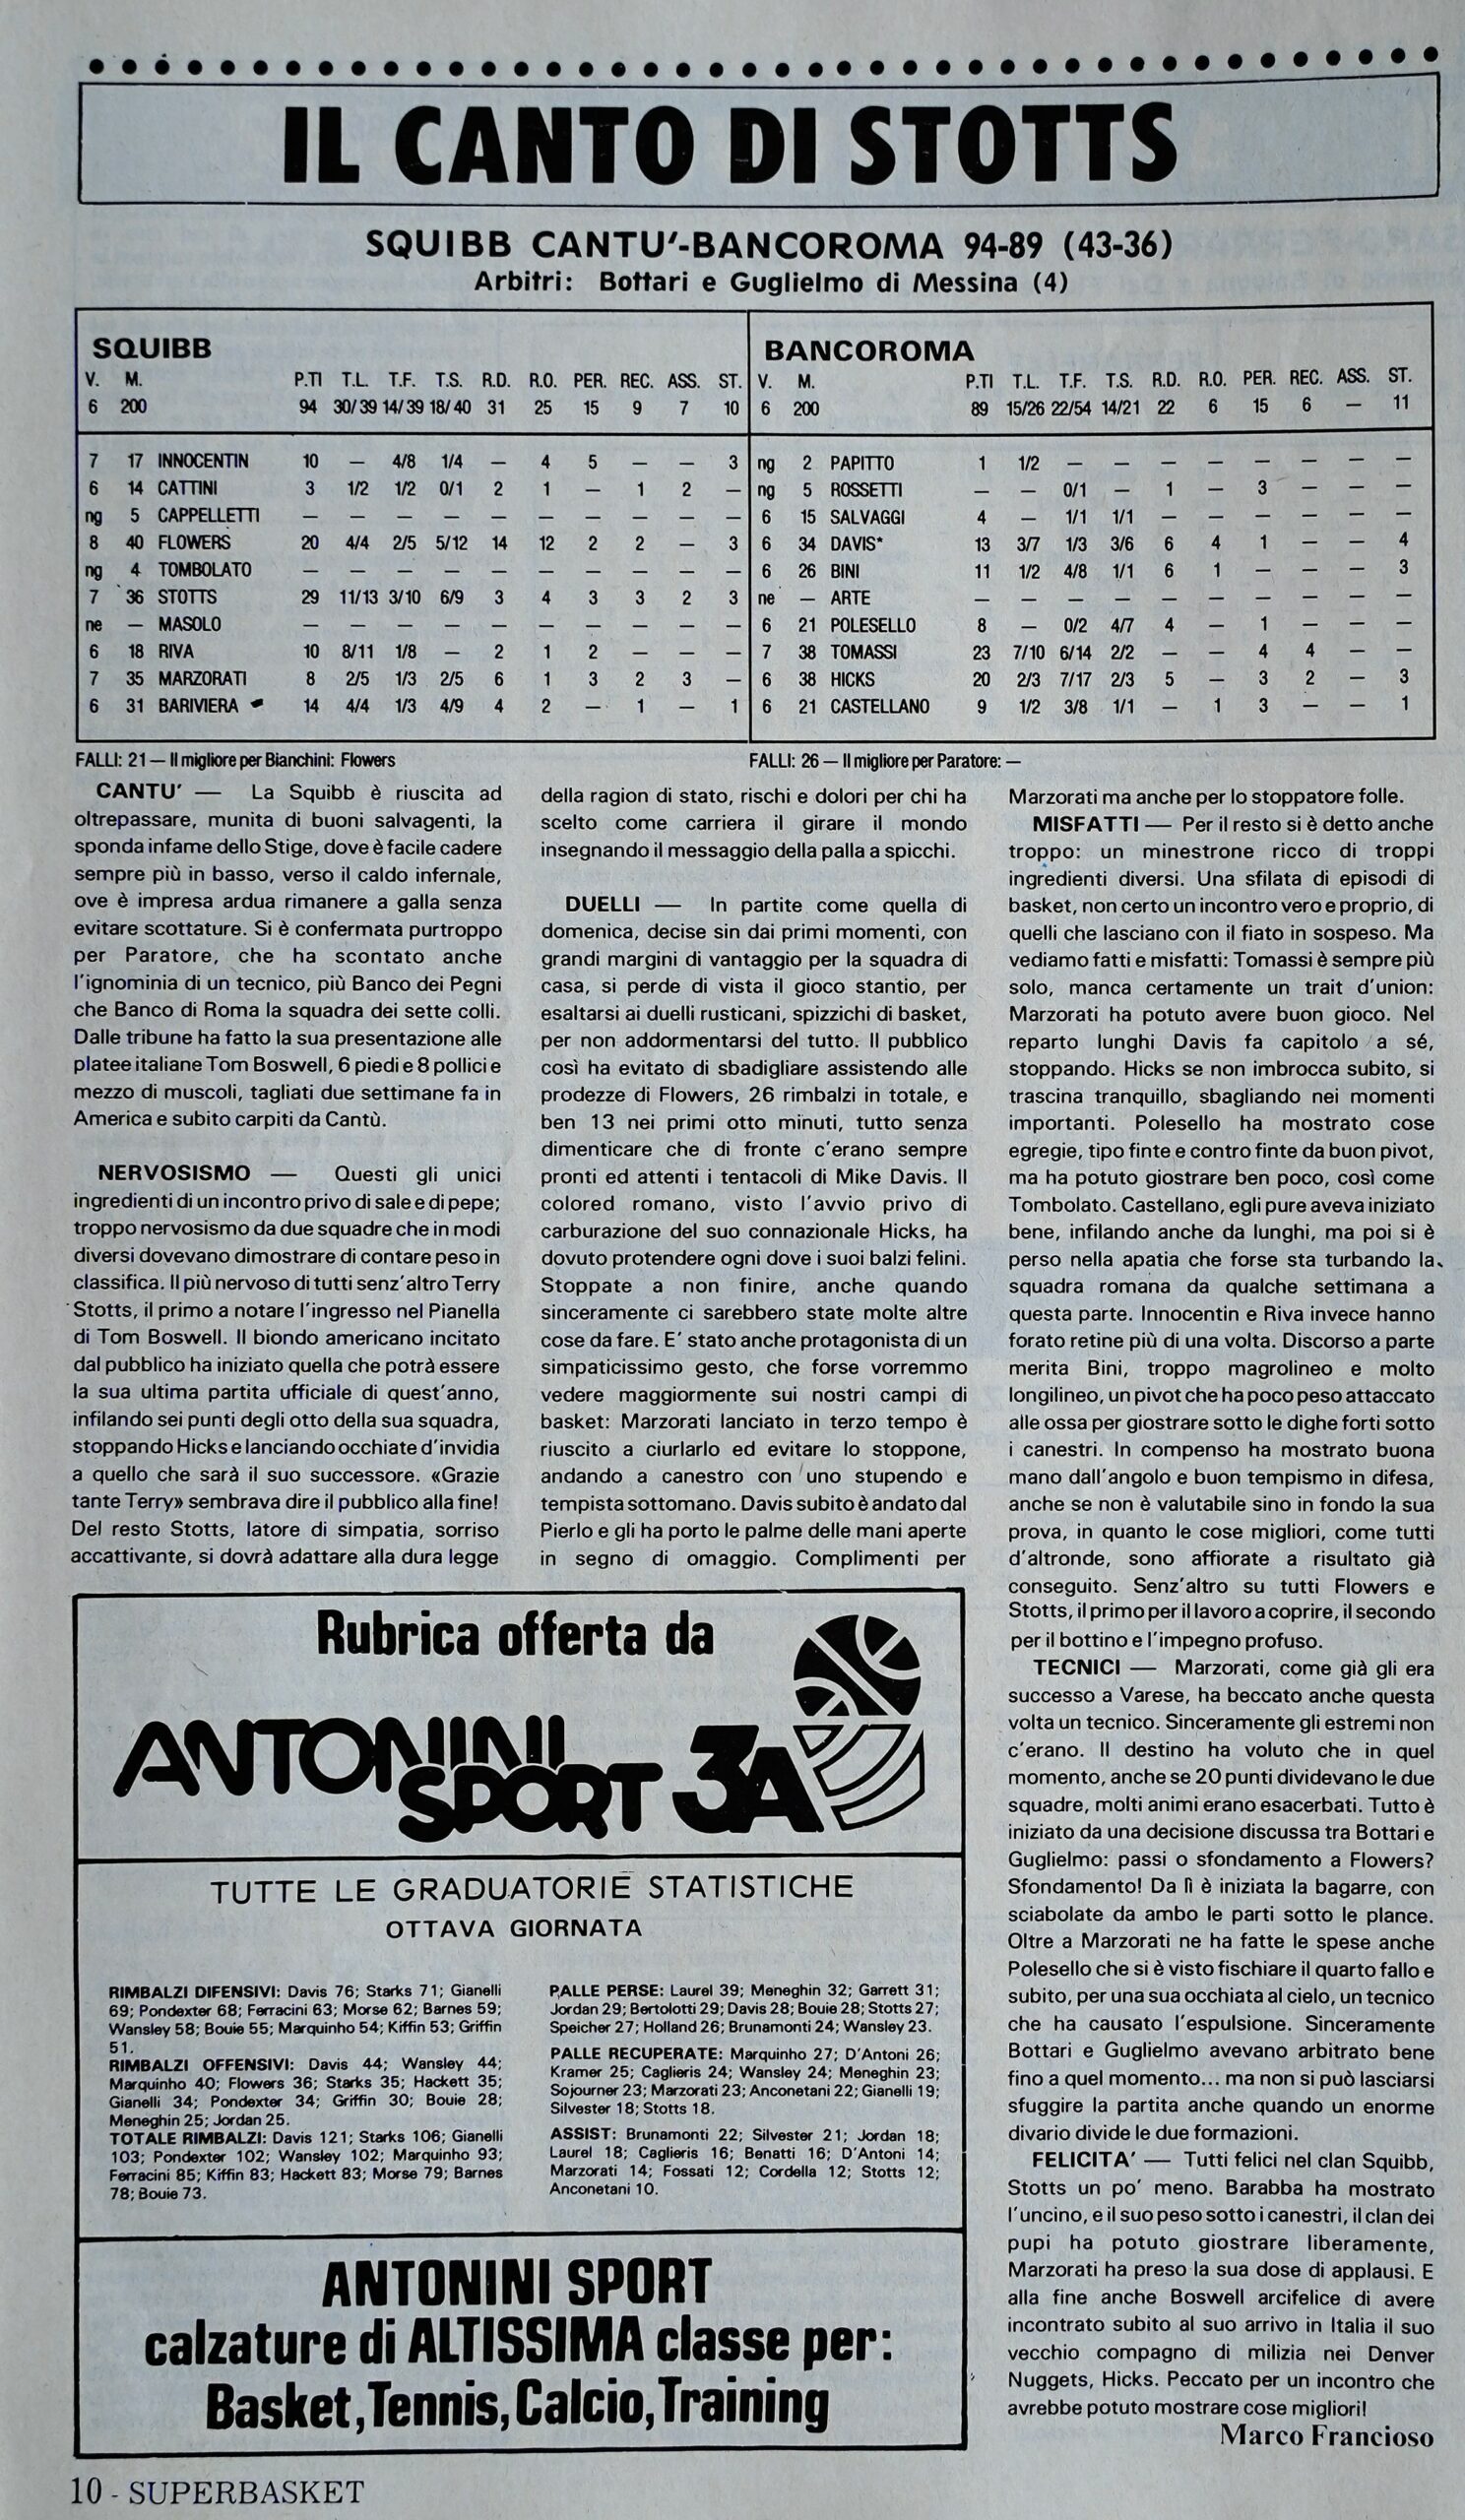 IL CANTO DI STOTTS
SQUIBB CANTU'-BANCOROMA 94-89 (43-36)
Arbitri: Bottari e Guglielmo di Messina (4)
SQUIBB
V. M. P.TI T.L. T.F. T.S. R.D. R.O. PER. REC. ASS. ST.
6 200 94 30/39 14/39 18/40 31 25 15 9 7 10
7 17 INNOCENTIN 10 — 4/8 1/4 — 4 5 — — 3
6 14 CATTINI 3 1/2 1/2 0/1 2 1 — 1 2 —
ng 5 CAPPELLETTI — — — — — — — — — —
8 40 FLOWERS 20 4/4 2/5 5/12 14 12 2 2 — 3
ng 4 TOMBOLATO — — — — — — — — — —
7 36 STOTTS 29 11/13 3/10 6/9 3 4 3 3 2 3
ne — MASOLO — — — — — — — — — —
6 18 RIVA 10 8/11 1/8 — 2 1 2 — — —
7 35 MARZORATI 8 2/5 1/3 2/5 6 1 3 2 3 —
6 31 BARIVIERA 14 4/4 1/3 4/9 4 2 — 1 — 1
FALLI: 21 — Il migliore per Bianchini: Flowers
BANCOROMA
V. M. P.TI T.L. T.F. T.S. R.D. R.O. PER. REC. ASS. ST.
6 200 89 15/26 22/54 14/21 22 6 15 6 — 11
ng 2 PAPITTO 1 1/2 — — — — — — — —
ng 5 ROSSETTI — — 0/1 — 1 — 3 — — —
6 15 SALVAGGI 4 — 1/1 1/1 — — — — — —
6 34 DAVIS* 13 3/7 1/3 3/6 6 4 1 — — 4
6 26 BINI 11 1/2 4/8 1/1 6 1 — — — 3
ne — ARTE — — — — — — — — — —
6 21 POLESELLO 8 — 0/2 4/7 4 — 1 — — —
7 38 TOMASSI 23 7/10 6/14 2/2 — — 4 4 — —
6 38 HICKS 20 2/3 7/17 2/3 5 — 3 2 — 3
6 21 CASTELLANO 9 1/2 3/8 1/1 — 1 3 — — 1
FALLI: 26 — Il migliore per Paratore: —
CANTU' — La Squibb è riuscita ad
oltrepassare, munita di buoni salvagenti, la
sponda infame dello Stige, dove è facile cadere
sempre più in basso, verso il caldo infernale,
ove è impresa ardua rimanere a galla senza
evitare scottature. Si è confermata purtroppo
per Paratore, che ha scontato anche
l'ignominia di un tecnico, più Banco dei Pegni
che Banco di Roma la squadra dei sette colli.
Dalle tribune ha fatto la sua presentazione alle
platee italiane Tom Boswell, 6 piedi e 8 pollici e
mezzo di muscoli, tagliati due settimane fa in
America e subito carpiti da Cantù.
NERVOSISMO — Questi gli unici
ingredienti di un incontro privo di sale e di pepe;
troppo nervosismo da due squadre che in modi
diversi dovevano dimostrare di contare peso in
classifica. Il più nervoso di tutti senz'altro Terry
Stotts, il primo a notare l'ingresso nel Pianella
di Tom Boswell. Il biondo americano incitato
dal pubblico ha iniziato quella che potrà essere
la sua ultima partita ufficiale di quest'anno,
infilando sei punti degli otto della sua squadra,
stoppando Hicks e lanciando occhiate d'invidia
a quello che sarà il suo successore. «Grazie
tante Terry» sembrava dire il pubblico alla fine!
Del resto Stotts, latore di simpatia, sorriso
accattivante, si dovrà adattare alla dura legge
della ragion di stato, rischi e dolori per chi ha
scelto come carriera il girare il mondo
insegnando il messaggio della palla a spicchi.
DUELLI — In partite come quella di
domenica, decise sin dai primi momenti, con
grandi margini di vantaggio per la squadra di
casa, si perde di vista il gioco stantio, per
esaltarsi ai duelli rusticani, spizzichi di basket,
per non addormentarsi del tutto. Il pubblico
così ha evitato di sbadigliare assistendo alle
prodezze di Flowers, 26 rimbalzi in totale, e
ben 13 nei primi otto minuti, tutto senza
dimenticare che di fronte c'erano sempre
pronti ed attenti i tentacoli di Mike Davis. Il
colored romano, visto l'avvio privo di
carburazione del suo connazionale Hicks, ha
dovuto protendere ogni dove i suoi balzi felini.
Stoppate a non finire, anche quando
sinceramente ci sarebbero state molte altre
cose da fare. E' stato anche protagonista di un
simpaticissimo gesto, che forse vorremmo
vedere maggiormente sui nostri campi di
basket: Marzorati lanciato in terzo tempo è
riuscito a ciurlarlo ed evitare lo stoppone,
andando a canestro con uno stupendo e
tempista sottomano. Davis subito è andato dal
Pierlo e gli ha porto le palme delle mani aperte
in segno di omaggio. Complimenti per
Marzorati ma anche per lo stoppatore folle.
MISFATTI — Per il resto si è detto anche
troppo: un minestrone ricco di troppi
ingredienti diversi. Una sfilata di episodi di
basket, non certo un incontro vero e proprio, di
quelli che lasciano con il fiato in sospeso. Ma
vediamo fatti e misfatti: Tomassi è sempre più
solo, manca certamente un trait d'union:
Marzorati ha potuto avere buon gioco. Nel
reparto lunghi Davis fa capitolo a sé,
stoppando. Hicks se non imbrocca subito, si
trascina tranquillo, sbagliando nei momenti
importanti. Polesello ha mostrato cose
egregie, tipo finte e contro finte da buon pivot,
ma ha potuto giostrare ben poco, così come
Tombolato. Castellano, egli pure aveva iniziato
bene, infilando anche da lunghi, ma poi si è
perso nella apatia che forse sta turbando la
squadra romana da qualche settimana a
questa parte. Innocentin e Riva invece hanno
forato retine più di una volta. Discorso a parte
merita Bini, troppo magrolineo e molto
longilineo, un pivot che ha poco peso attaccato
alle ossa per giostrare sotto le dighe forti sotto
i canestri. In compenso ha mostrato buona
mano dall'angolo e buon tempismo in difesa,
anche se non è valutabile sino in fondo la sua
prova, in quanto le cose migliori, come tutti
d'altronde, sono affiorate a risultato già
conseguito. Senz'altro su tutti Flowers e
Stotts, il primo per il lavoro a coprire, il secondo
per il bottino e l'impegno profuso.
TECNICI — Marzorati, come già gli era
successo a Varese, ha beccato anche questa
volta un tecnico. Sinceramente gli estremi non
c'erano. Il destino ha voluto che in quel
momento, anche se 20 punti dividevano le due
squadre, molti animi erano esacerbati. Tutto è
iniziato da una decisione discussa tra Bottari e
Guglielmo: passi o sfondamento a Flowers?
Sfondamento! Da lì è iniziata la bagarre, con
sciabolate da ambo le parti sotto le plance.
Oltre a Marzorati ne ha fatte le spese anche
Polesello che si è visto fischiare il quarto fallo e
subito, per una sua occhiata al cielo, un tecnico
che ha causato l'espulsione. Sinceramente
Bottari e Guglielmo avevano arbitrato bene
fino a quel momento... ma non si può lasciarsi
sfuggire la partita anche quando un enorme
divario divide le due formazioni.
FELICITA' — Tutti felici nel clan Squibb,
Stotts un po' meno. Barabba ha mostrato
l'uncino, e il suo peso sotto i canestri, il clan dei
pupi ha potuto giostrare liberamente,
Marzorati ha preso la sua dose di applausi. E
alla fine anche Boswell arcifelice di avere
incontrato subito al suo arrivo in Italia il suo
vecchio compagno di milizia nei Denver
Nuggets, Hicks. Peccato per un incontro che
avrebbe potuto mostrare cose migliori!
Marco Francioso
Rubrica offerta da
ANTONINI
SPORT 3A
TUTTE LE GRADUATORIE STATISTICHE
OTTAVA GIORNATA
RIMBALZI DIFENSIVI: Davis 76; Starks 71; Gianelli
69; Pondexter 68; Ferracini 63; Morse 62; Barnes 59;
Wansley 58; Bouie 55; Marquinho 54; Kiffin 53; Griffin
51.
RIMBALZI OFFENSIVI: Davis 44; Wansley 44;
Marquinho 40; Flowers 36; Starks 35; Hackett 35;
Gianelli 34; Pondexter 34; Griffin 30; Bouie 28;
Meneghin 25; Jordan 25.
TOTALE RIMBALZI: Davis 121; Starks 106; Gianelli
103; Pondexter 102; Wansley 102; Marquinho 93;
Ferracini 85; Kiffin 83; Hackett 83; Morse 79; Barnes
78; Bouie 73.
PALLE PERSE: Laurel 39; Meneghin 32; Garrett 31;
Jordan 29; Bertolotti 29; Davis 28; Bouie 28; Stotts 27;
Speicher 27; Holland 26; Brunamonti 24; Wansley 23.
PALLE RECUPERATE: Marquinho 27; D'Antoni 26;
Kramer 25; Caglieris 24; Wansley 24; Meneghin 23;
Sojourner 23; Marzorati 23; Anconetani 22; Gianelli 19;
Silvester 18; Stotts 18.
ASSIST: Brunamonti 22; Silvester 21; Jordan 18;
Laurel 18; Caglieris 16; Benatti 16; D'Antoni 14;
Marzorati 14; Fossati 12; Cordella 12; Stotts 12;
Anconetani 10.
ANTONINI SPORT
calzature di ALTISSIMA classe per:
Basket, Tennis, Calcio, Training
10 - SUPERBASKET